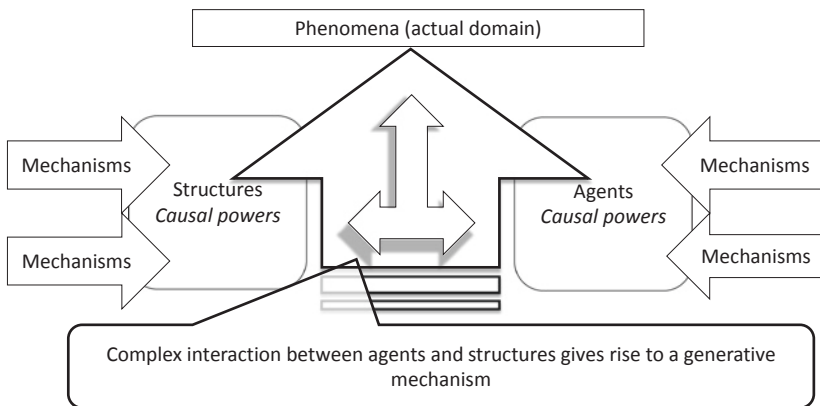 Phenomena (actual domain)
Mechanisms
Mechanisms
Structures
Causal powers
Agents
Causal powers
Mechanisms
Mechanisms
Complex interaction between agents and structures gives rise to a generative
mechanism